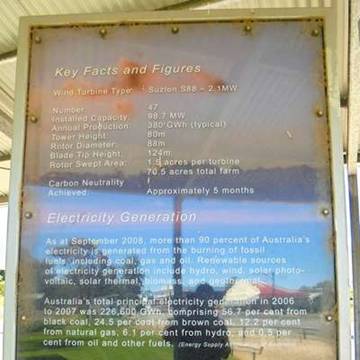 Key Facts and Figures
Wind Turbine Type: Suzlon S88 – 2.1MW
Number: 47
Installed Capacity: 98.7 MW
Annual Production: 380 GWh (typical)
Tower Height: 80m
Rotor Diameter: 88m
Blade Tip Height: 124m
Rotor Swept Area: 1.5 acres per turbine
70.5 acres total farm
Carbon Neutrality
Achieved: Approximately 5 months
Electricity Generation
As at September 2008, more then 90 percent of Australia's
electricity is generated from the burning of fossil
fuels, including coal, gas and oil. Renewable sources
of electricity generation include hydro, wind, solar photo-
voltaic, solar thermal, biomass, and geothermal.
Australia's total principal electricity generation in 2006
to 2007 was 226,600 GWh, comprising 56.7 per cent from
black coal, 24.5 per cent from brown coal, 12.2 per cent
from natural gas, 6.1 per cent from hydro, and 0.5 per
cent from oil and other fuels. (Energy Supply Association of Australia)